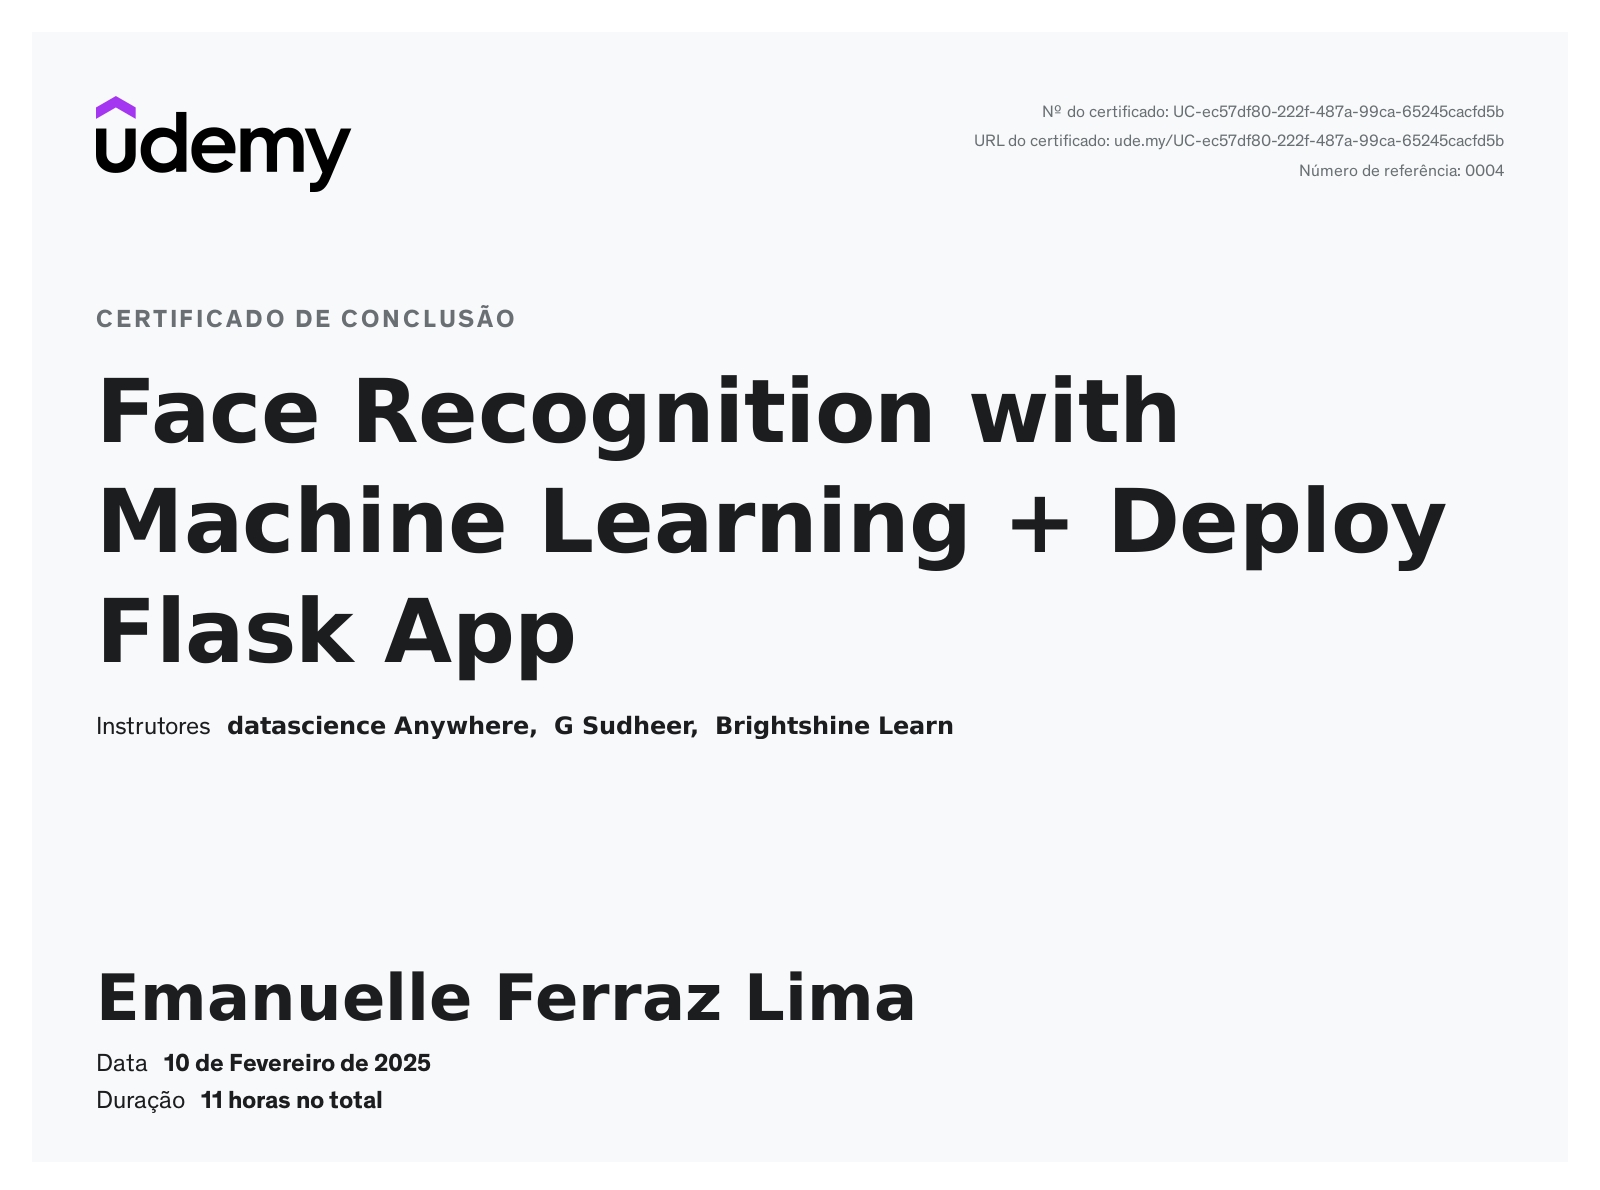 udemy
Nº do certificado: UC-ec57df80-222f-487a-99ca-65245cacfd5b
URL do certificado: ude.my/UC-ec57df80-222f-487a-99ca-65245cacfd5b
Número de referência: 0004
CERTIFICADO DE CONCLUSÃO
Face Recognition with
Machine Learning + Deploy
Flask App
Instrutores datascience Anywhere, G Sudheer, Brightshine Learn
Emanuelle Ferraz Lima
Data 10 de Fevereiro de 2025
Duração 11 horas no total